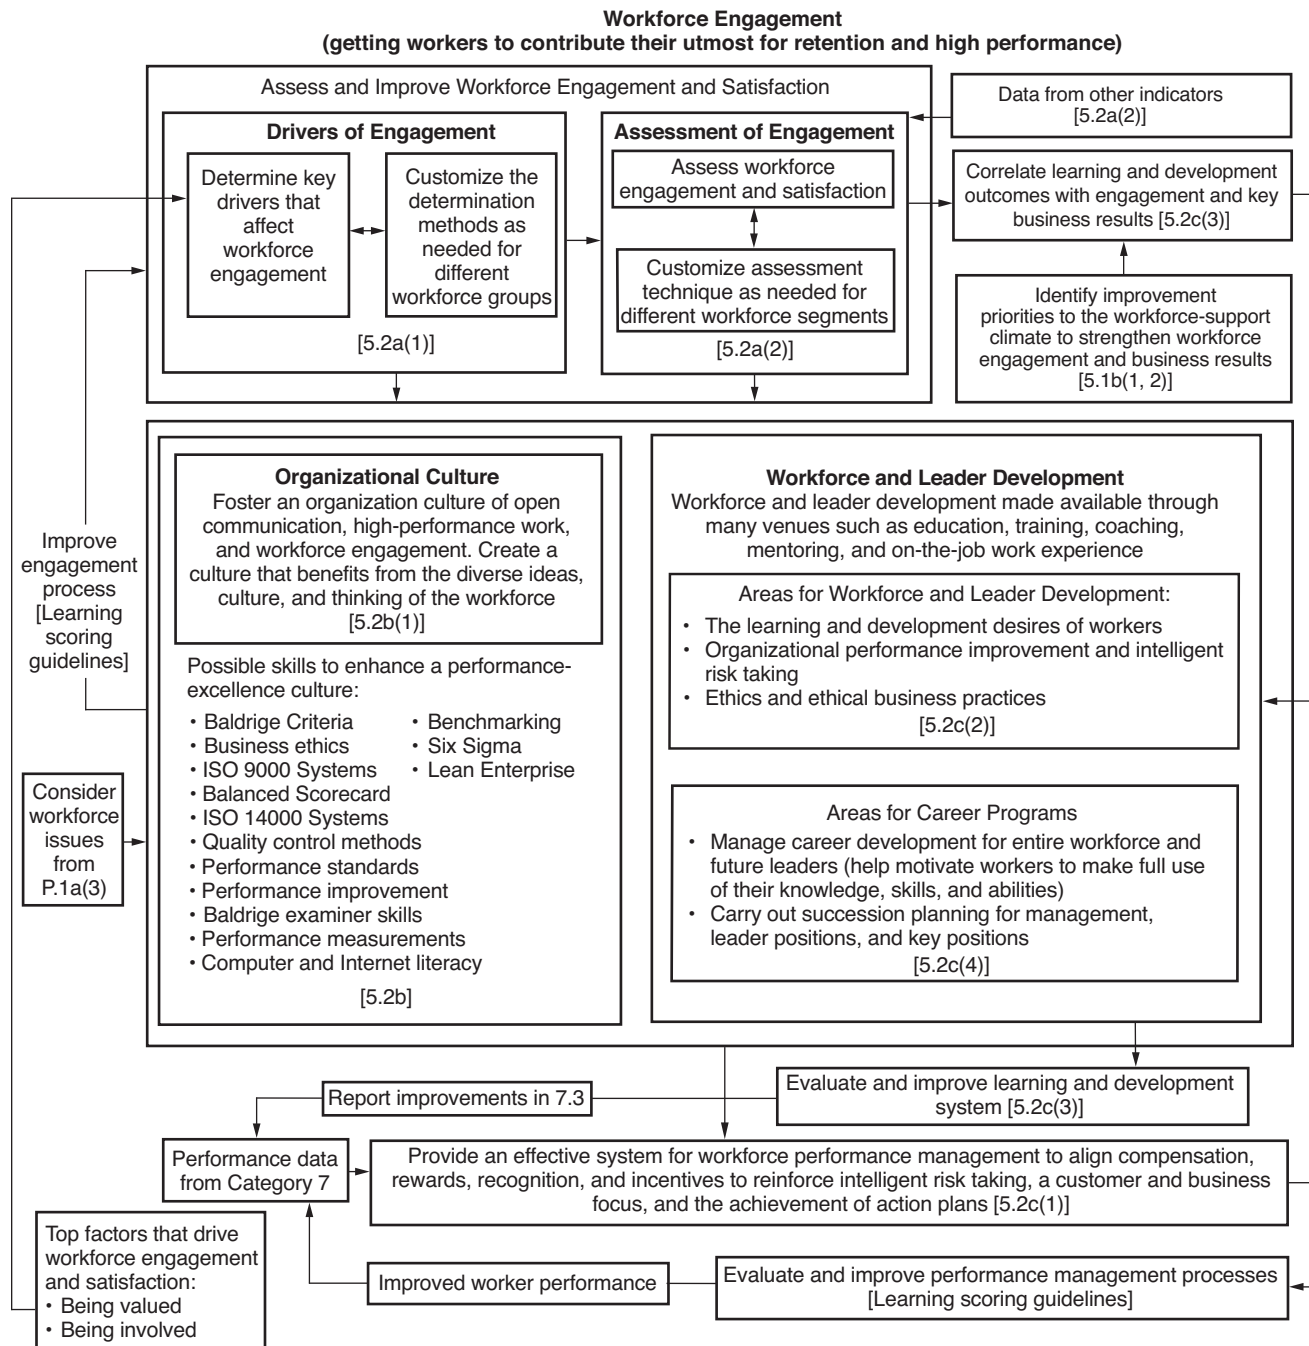 Workforce Engagement
(getting workers to contribute their utmost for retention and high performance)
Assess and Improve Workforce Engagement and Satisfaction
Drivers of Engagement
Determine key
drivers that
affect
workforce
engagement
Customize the
determination
methods as
needed for
different
workforce groups
[5.2a(1)]
Assessment of Engagement
Assess workforce
engagement and satisfaction
Customize assessment
technique as needed for
different workforce segments
[5.2a(2)]
Data from other indicators
[5.2a(2)]
Correlate learning and development
outcomes with engagement and key
business results [5.2c(3)]
Identify improvement
priorities to the workforce-support
climate to strengthen workforce
engagement and business results
[5.1b(1, 2)]
Improve
engagement
process
[Learning
scoring
guidelines]
Consider
workforce
issues
from
P.1a(3)
Organizational Culture
Foster an organization culture of open
communication, high-performance work,
and workforce engagement. Create a
culture that benefits from the diverse ideas,
culture, and thinking of the workforce
[5.2b(1)]
Possible skills to enhance a performance-
excellence culture:
• Baldrige Criteria
• Business ethics
• ISO 9000 Systems
• Balanced Scorecard
• ISO 14000 Systems
• Quality control methods
• Performance standards
• Performance improvement
• Baldrige examiner skills
• Performance measurements
• Computer and Internet literacy
• Benchmarking
• Six Sigma
• Lean Enterprise
[5.2b]
Workforce and Leader Development
Workforce and leader development made available through
many venues such as education, training, coaching,
mentoring, and on-the-job work experience
Areas for Workforce and Leader Development:
• The learning and development desires of workers
• Organizational performance improvement and intelligent
risk taking
• Ethics and ethical business practices
[5.2c(2)]
Areas for Career Programs
• Manage career development for entire workforce and
future leaders (help motivate workers to make full use
of their knowledge, skills, and abilities)
• Carry out succession planning for management,
leader positions, and key positions
[5.2c(4)]
Evaluate and improve learning and development
system [5.2c(3)]
Report improvements in 7.3
Performance data
from Category 7
Provide an effective system for workforce performance management to align compensation,
rewards, recognition, and incentives to reinforce intelligent risk taking, a customer and business
focus, and the achievement of action plans [5.2c(1)]
Top factors that drive
workforce engagement
and satisfaction:
• Being valued
• Being involved
Improved worker performance
Evaluate and improve performance management processes
[Learning scoring guidelines]